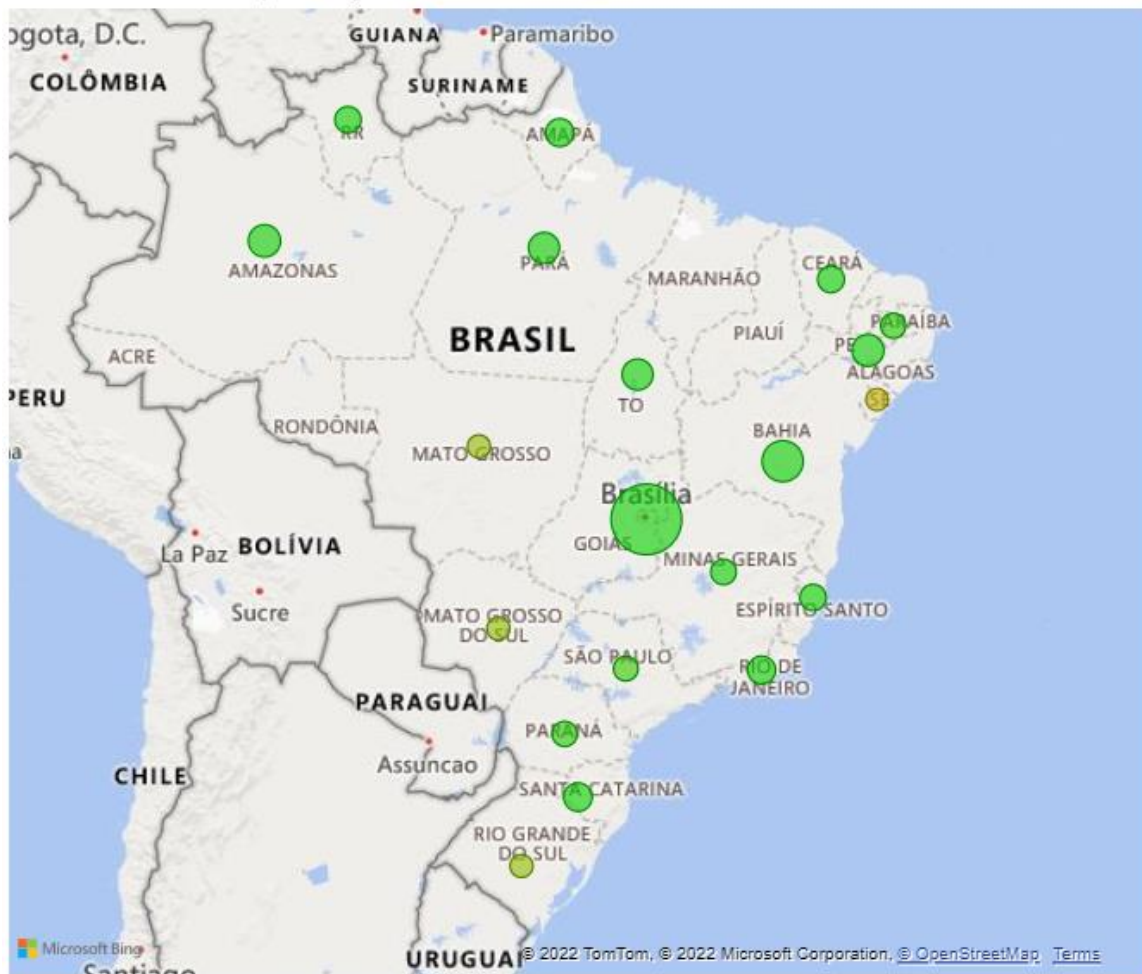 ogota, D.C.
GUIANA
Paramaribo
COLÔMBIA
SURINAME
RR
AMAPÁ
AMAZONAS
PARÁ
MARANHÃO
CEARÁ
BRASIL
PIAUÍ
PARAÍBA
PE
ACRE
ALAGOAS
PERU
TO
SE
RONDÔNIA
MATO GROSSO
BAHIA
Brasília
La Paz
BOLÍVIA
GOIÁS
MINAS GERAIS
Sucre
MATO GROSSO
DO SUL
ESPÍRITO SANTO
SÃO PAULO
RIO DE
JANEIRO
PARAGUAI
PARANÁ
Assuncao
CHILE
SANTA CATARINA
RIO GRANDE
DO SUL
Microsoft Bing
URUGUAI
© 2022 TomTom, © 2022 Microsoft Corporation, © OpenStreetMap Terms
Santiago